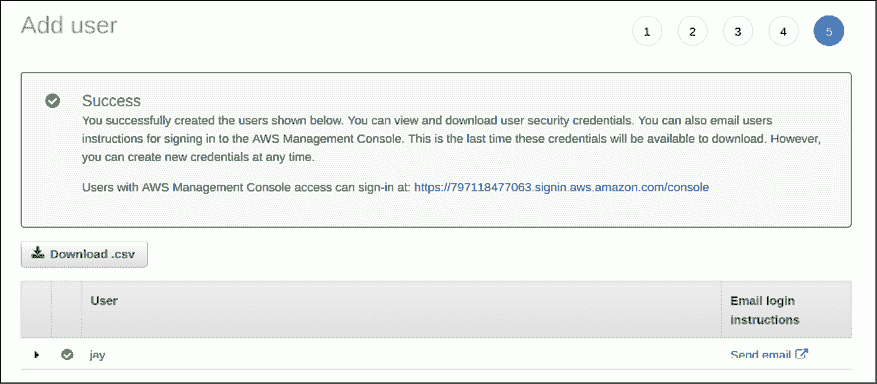 Add user
1 2 3 4 5
Success
You successfully created the users shown below. You can view and download user security credentials. You can also email users
instructions for signing in to the AWS Management Console. This is the last time these credentials will be available to download. However,
you can create new credentials at any time.
Users with AWS Management Console access can sign-in at: https://797118477063.signin.aws.amazon.com/console
Download .csv
User
Email login
instructions
jay
Send email